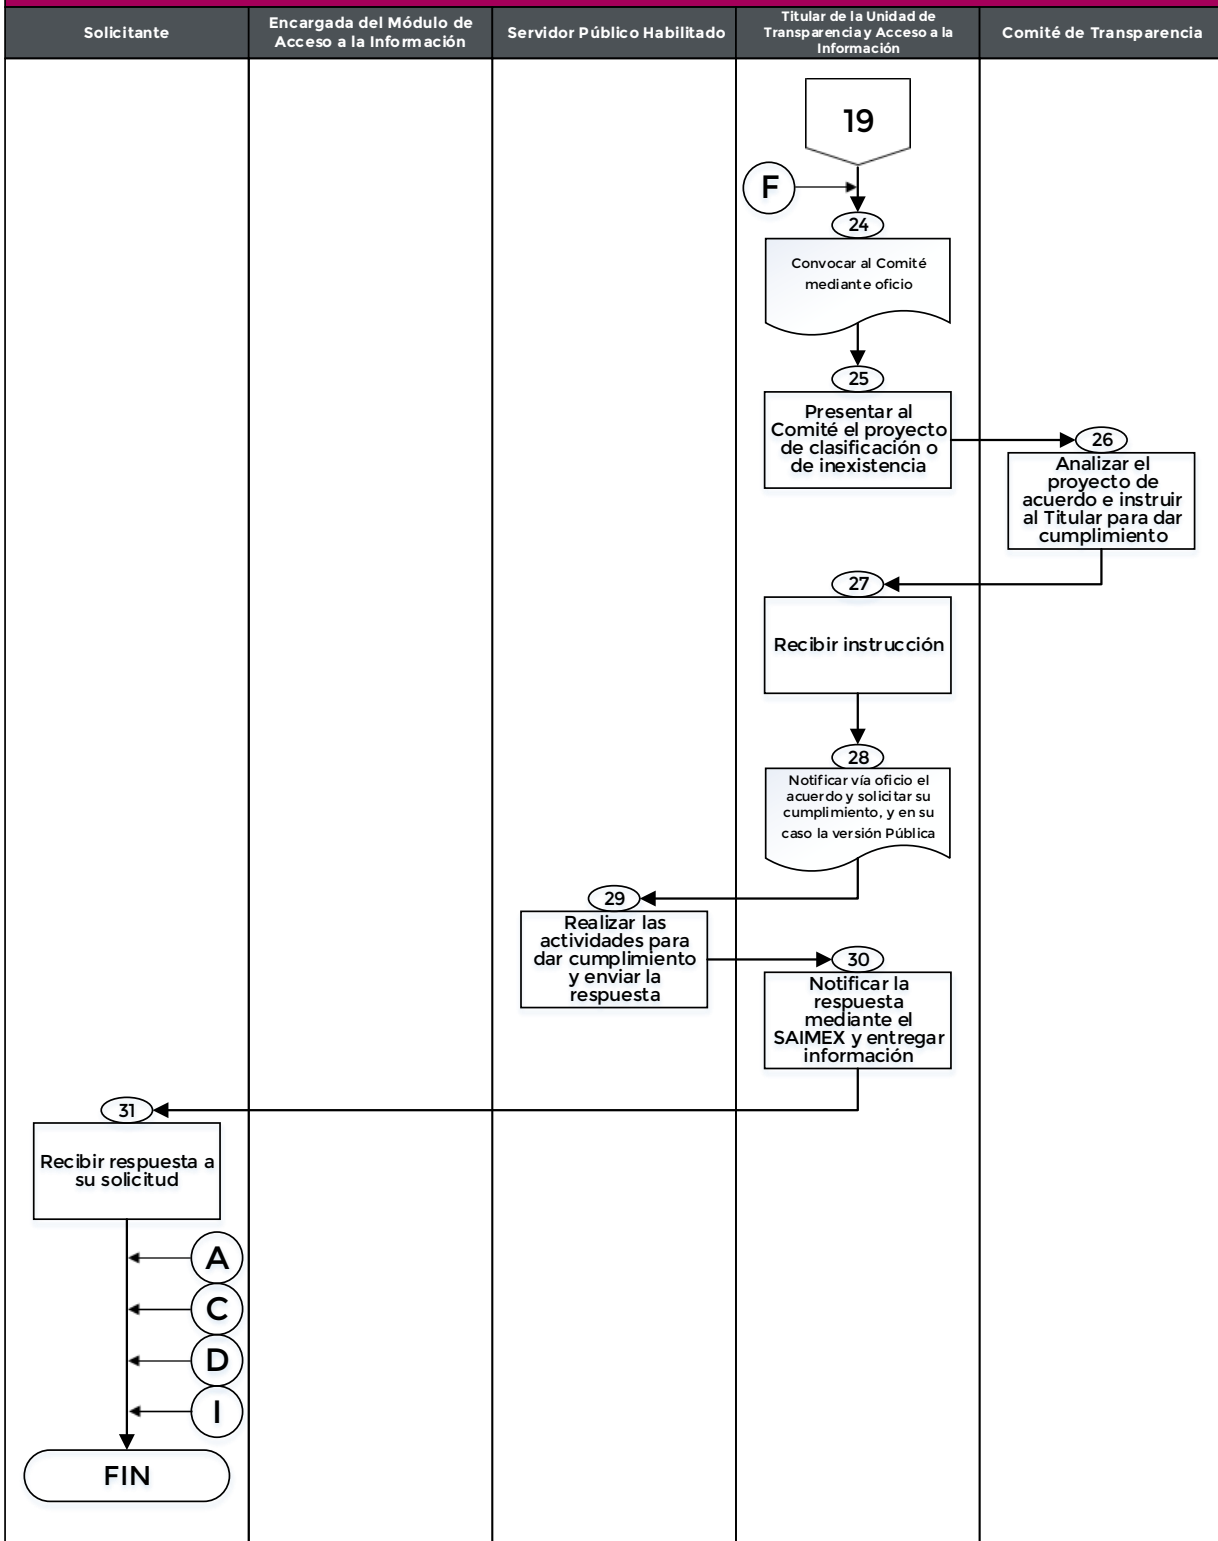 Solicitante
Encargada del Módulo de
Acceso a la Información
Servidor Público Habilitado
Titular de la Unidad de
Transparencia y Acceso a la
Información
Comité de Transparencia
19
F
24
Convocar al Comité
mediante oficio
25
Presentar al
Comité el proyecto
de clasificación o
de inexistencia
26
Analizar el
proyecto de
acuerdo e instruir
al Titular para dar
cumplimiento
27
Recibir instrucción
28
Notificar vía oficio el
acuerdo y solicitar su
cumplimiento, y en su
caso la versión Pública
29
Realizar las
actividades para
dar cumplimiento
y enviar la
respuesta
30
Notificar la
respuesta
mediante el
SAIMEX y entregar
información
31
Recibir respuesta a
su solicitud
A
C
D
I
FIN